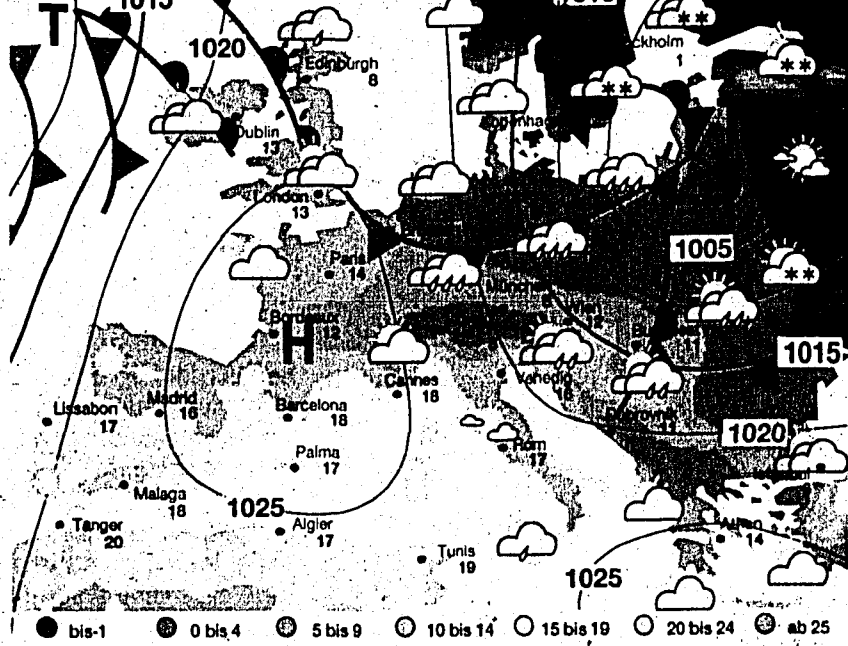 1015
T
1020
Edinburgh
8
ckholm
1
Dublin
13
London
13
1005
Paris
14
Bordeaux
H
1015
Cannes
18
Venedig
Lissabon
17
Madrid
16
Barcelona
18
Dubrovnik
11
1020
Rom
17
Palma
17
Malaga
18
1025
Tanger
20
Algier
17
Athen
14
Tunis
19
1025
bis-1
0 bis 4
5 bis 9
10 bis 14
15 bis 19
20 bis 24
ab 25